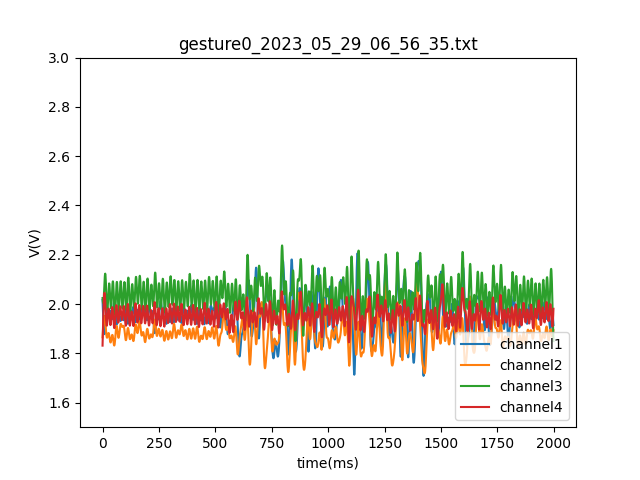 gesture0_2023_05_29_06_56_35.txt
3.0
2.8
2.6
2.4
2.2
2.0
1.8
1.6
V(V)
channel1
channel2
channel3
channel4
0 250 500 750 1000 1250 1500 1750 2000
time(ms)